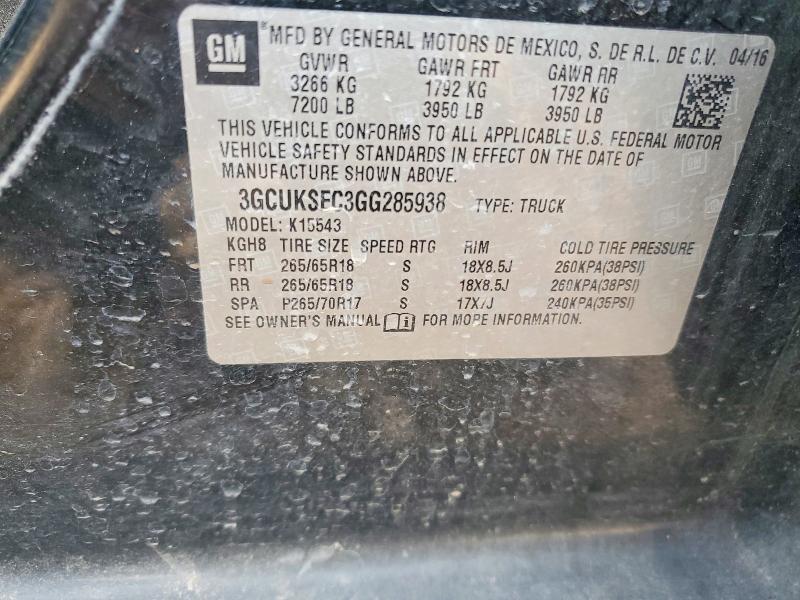 GM
MFD BY GENERAL MOTORS DE MEXICO, S. DE R.L. DE C.V. 04/16
GVWR GAWR FRT GAWR RR
3266 KG 1792 KG 1792 KG
7200 LB 3950 LB 3950 LB
THIS VEHICLE CONFORMS TO ALL APPLICABLE U.S. FEDERAL MOTOR
VEHICLE SAFETY STANDARDS IN EFFECT ON THE DATE OF
MANUFACTURE SHOWN ABOVE.
3GCUKSEC3GG285938 TYPE: TRUCK
MODEL: K15543
KGH8 TIRE SIZE SPEED RTG RIM COLD TIRE PRESSURE
FRT 265/65R18 S 18X8.5J 260KPA(38PSI)
RR 265/65R18 S 18X8.5J 260KPA(38PSI)
SPA P265/70R17 S 17X7J 240KPA(35PSI)
SEE OWNER'S MANUAL FOR MORE INFORMATION.